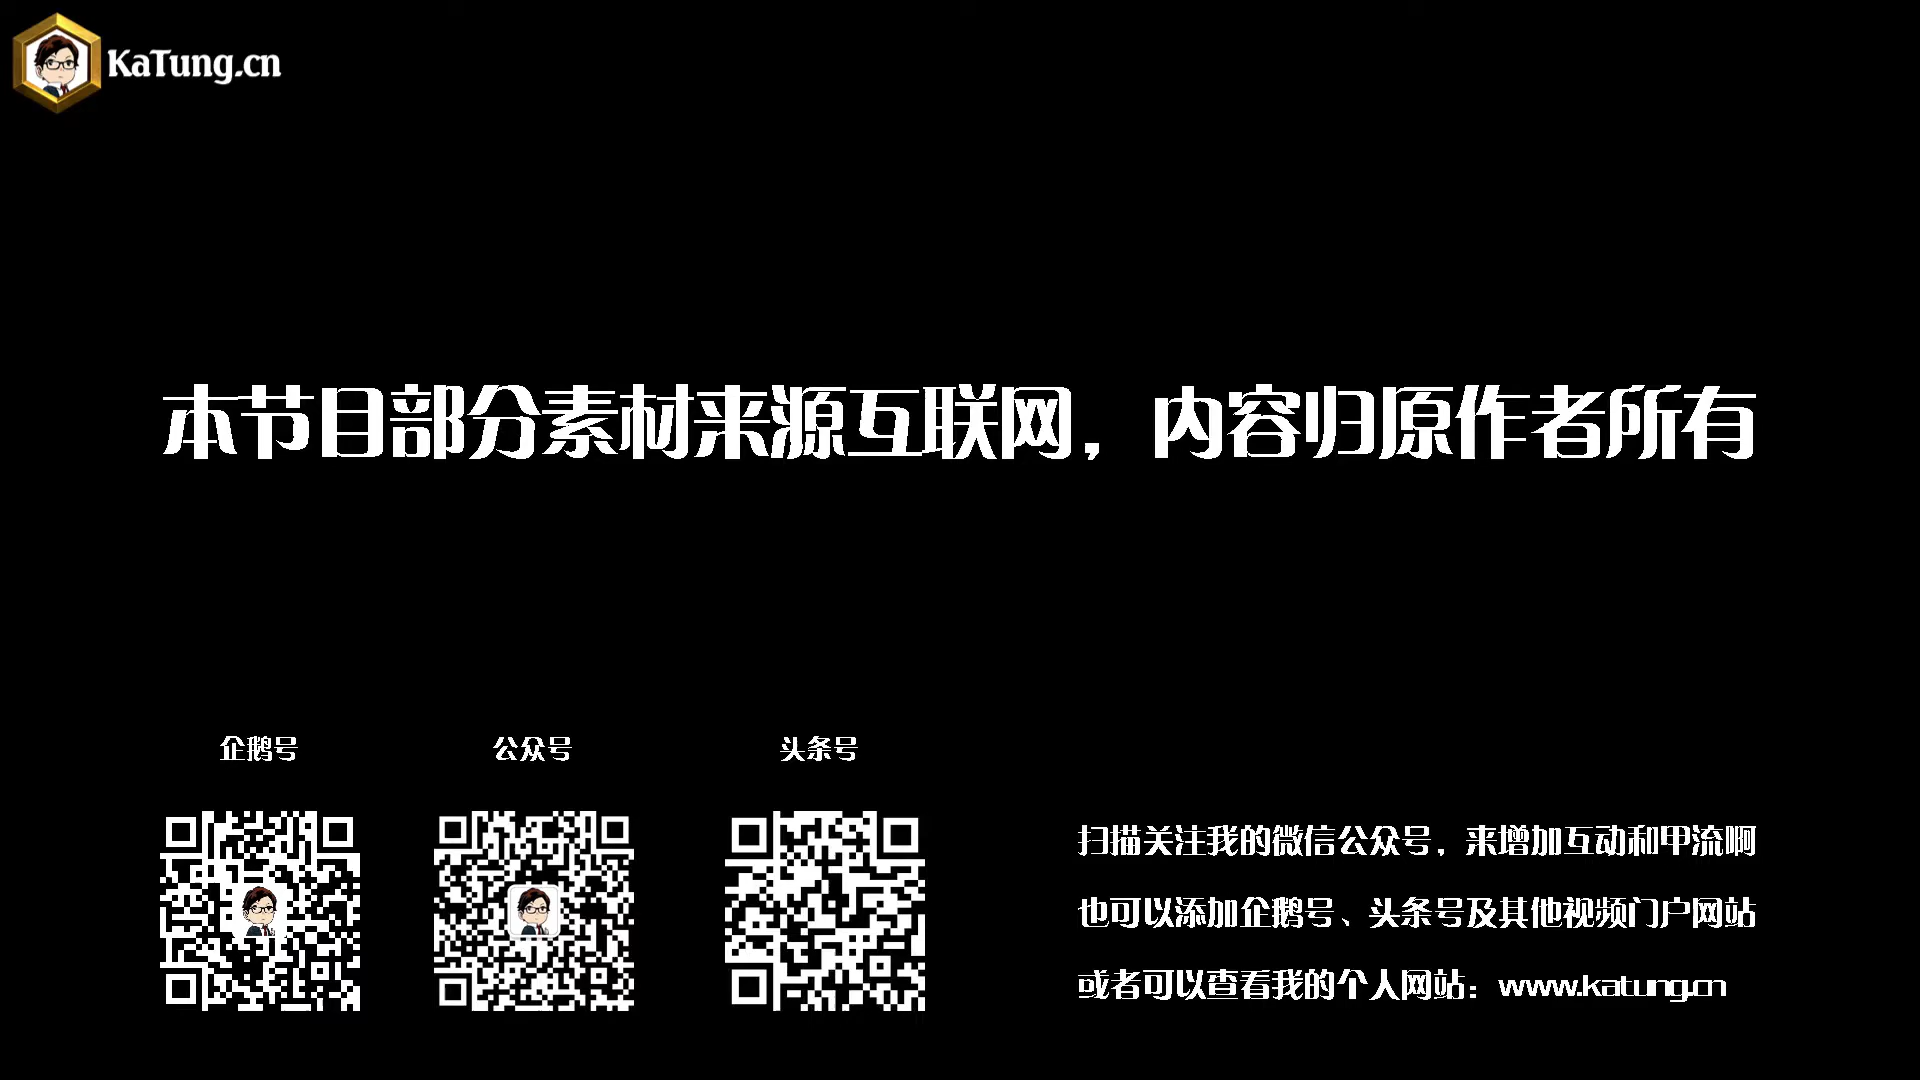 KaTung.cn
本节目部分素材来源互联网，内容归原作者所有
企鹅号
公众号
头条号
扫描关注我的微信公众号，来增加互动和甲流啊
也可以添加企鹅号、头条号及其他视频门户网站
或者可以查看我的个人网站：www.katung.cn